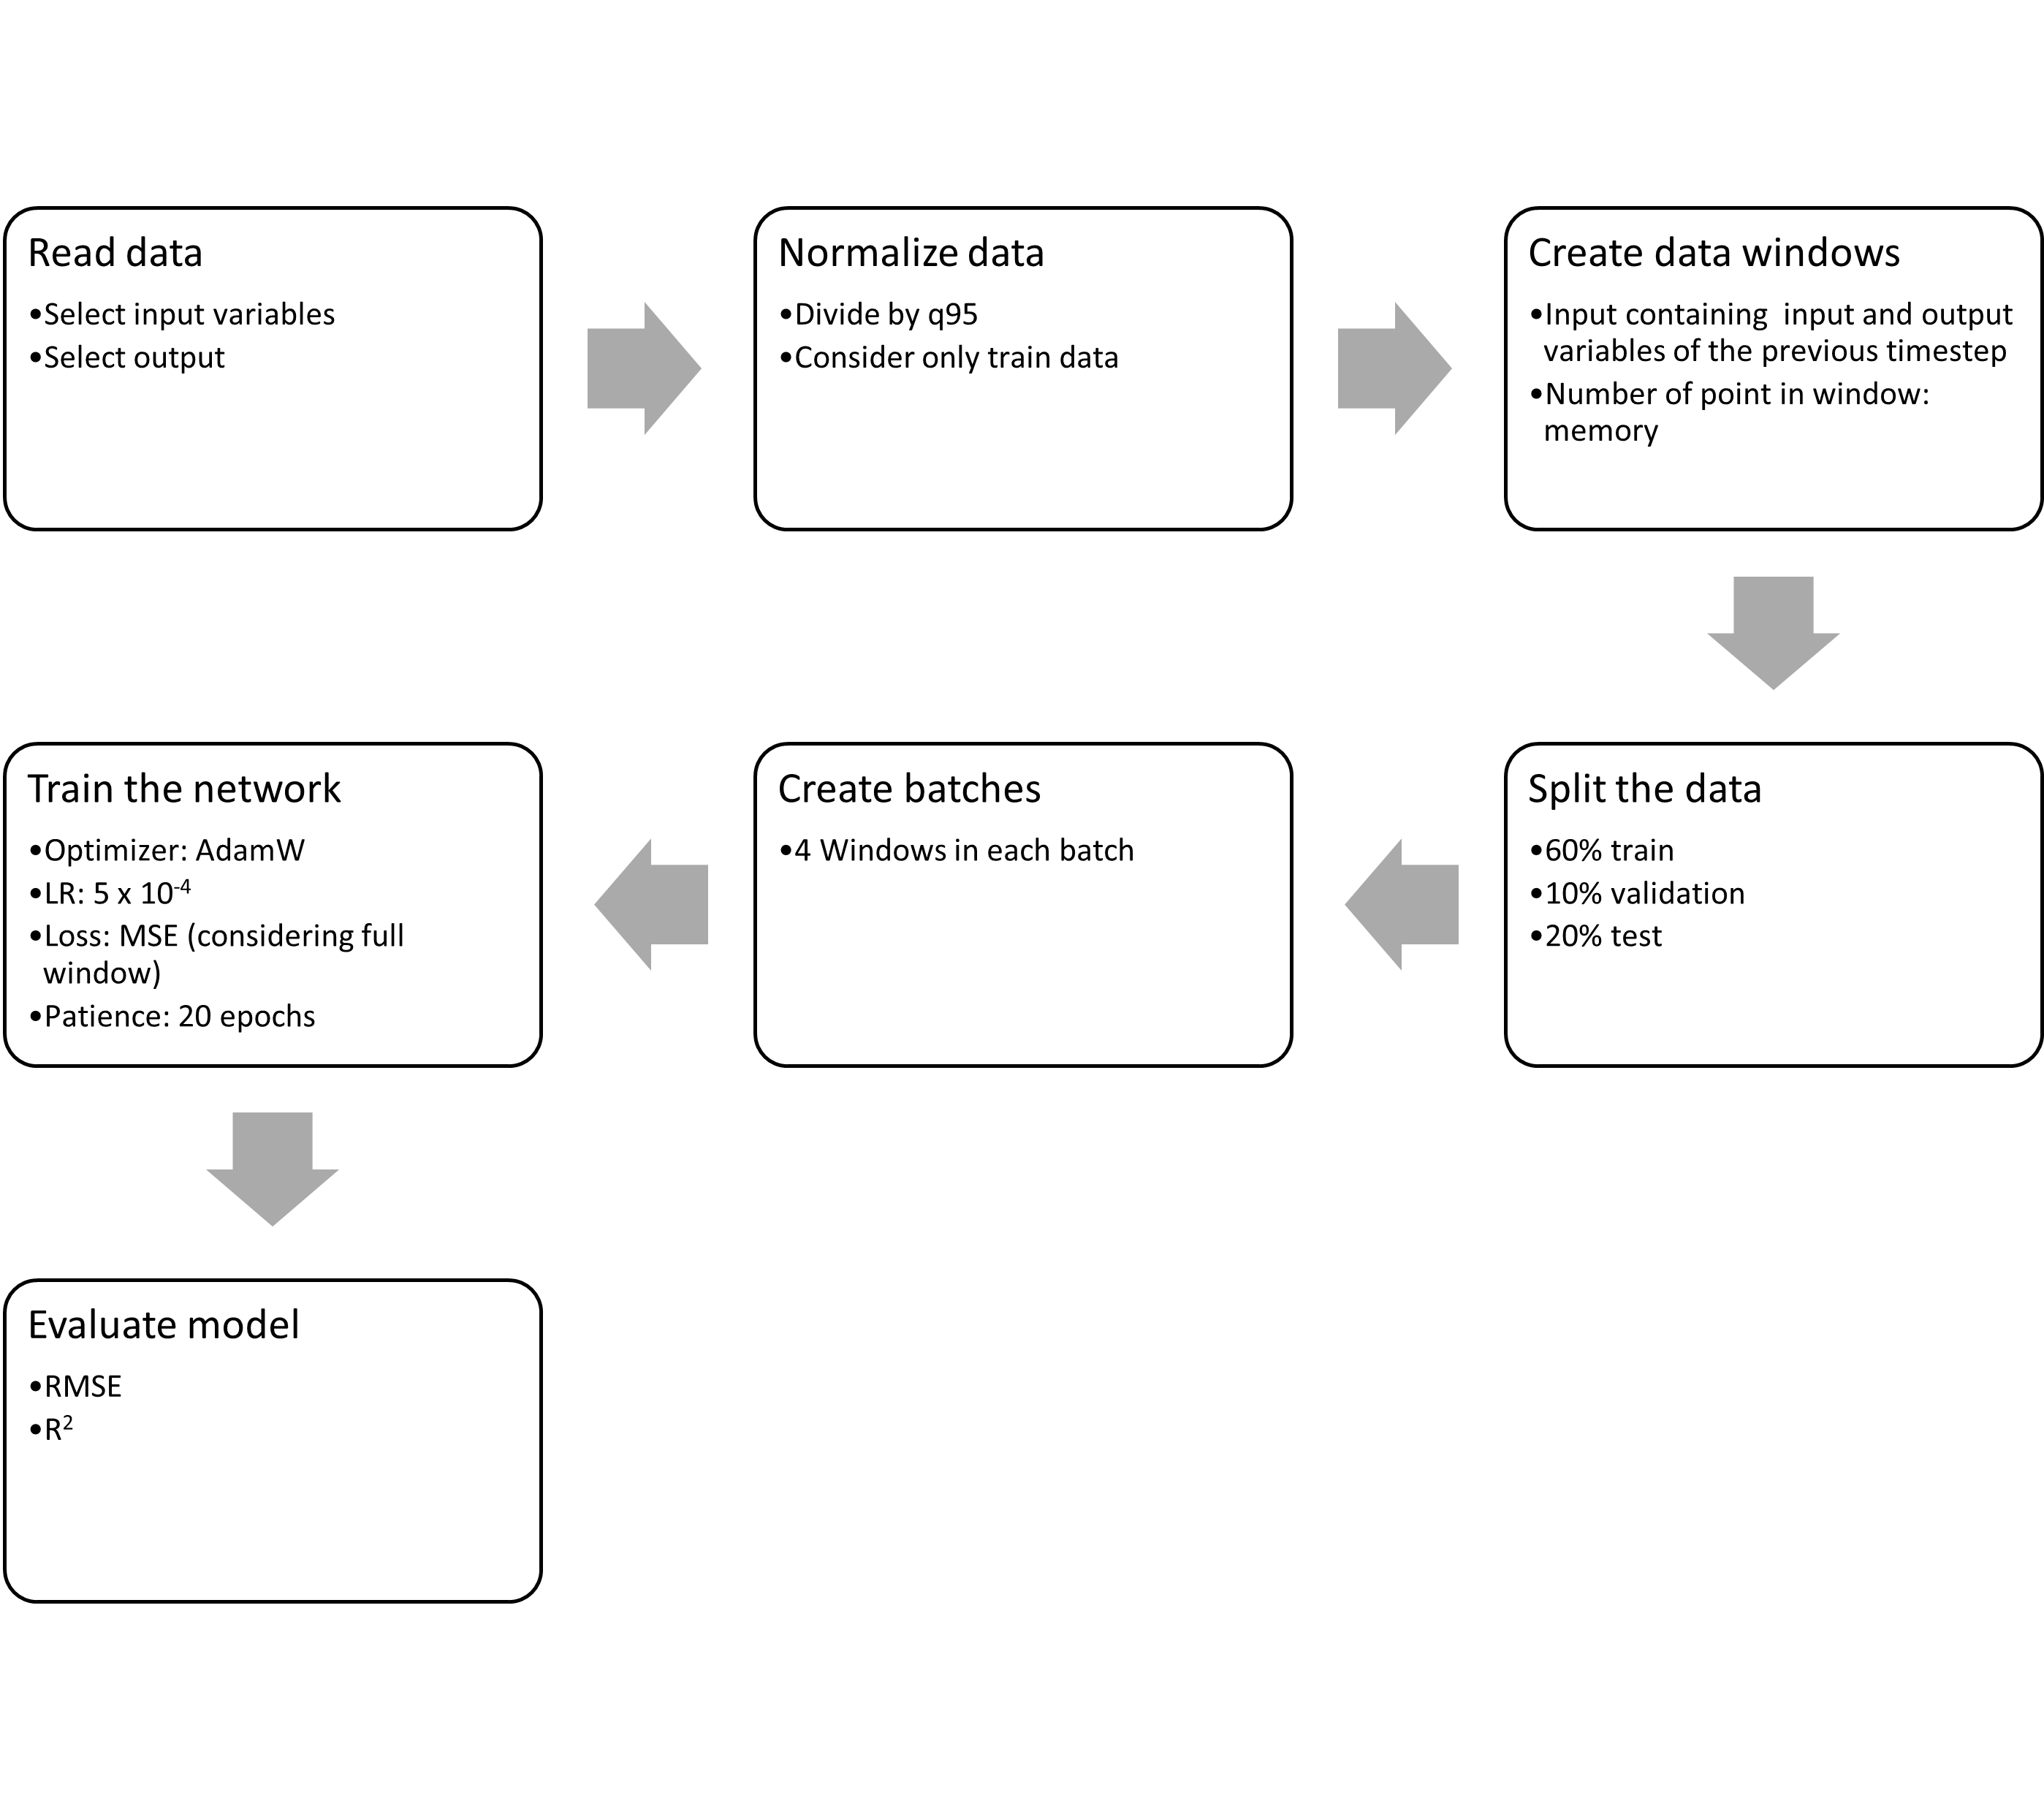 Read data
•Select input variables
•Select output
Normalize data
•Divide by q95
•Consider only train data
Create data windows
•Input containing  input and output
variables of the previous timestep
•Number of point in window:
memory
Split the data
•60% train
•10% validation
•20% test
Create batches
•4 Windows in each batch
Train the network
•Optimizer: AdamW
•LR: 5 x 10⁻⁴
•Loss: MSE (considering full
window)
•Patience: 20 epochs
Evaluate model
•RMSE
•R²